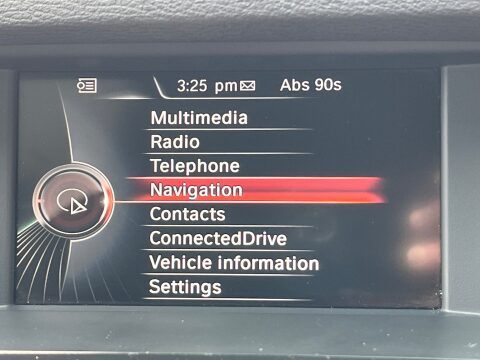 3:25 pm Abs 90s
Multimedia
Radio
Telephone
Navigation
Contacts
ConnectedDrive
Vehicle information
Settings